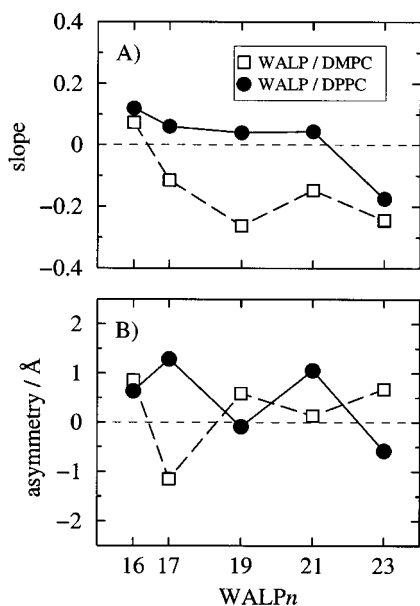 0.4
A)
WALP / DMPC
WALP / DPPC
0.2
0
−0.2
−0.4
slope
B)
2
1
0
−1
−2
asymmetry / Å
16 17 19 21 23
WALPn